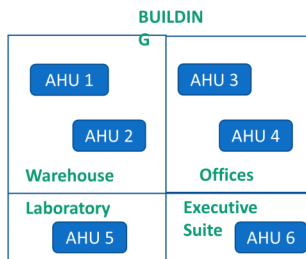 BUILDIN
G
AHU 1
AHU 3
AHU 2
AHU 4
Warehouse
Offices
Laboratory
Executive
Suite
AHU 5
AHU 6